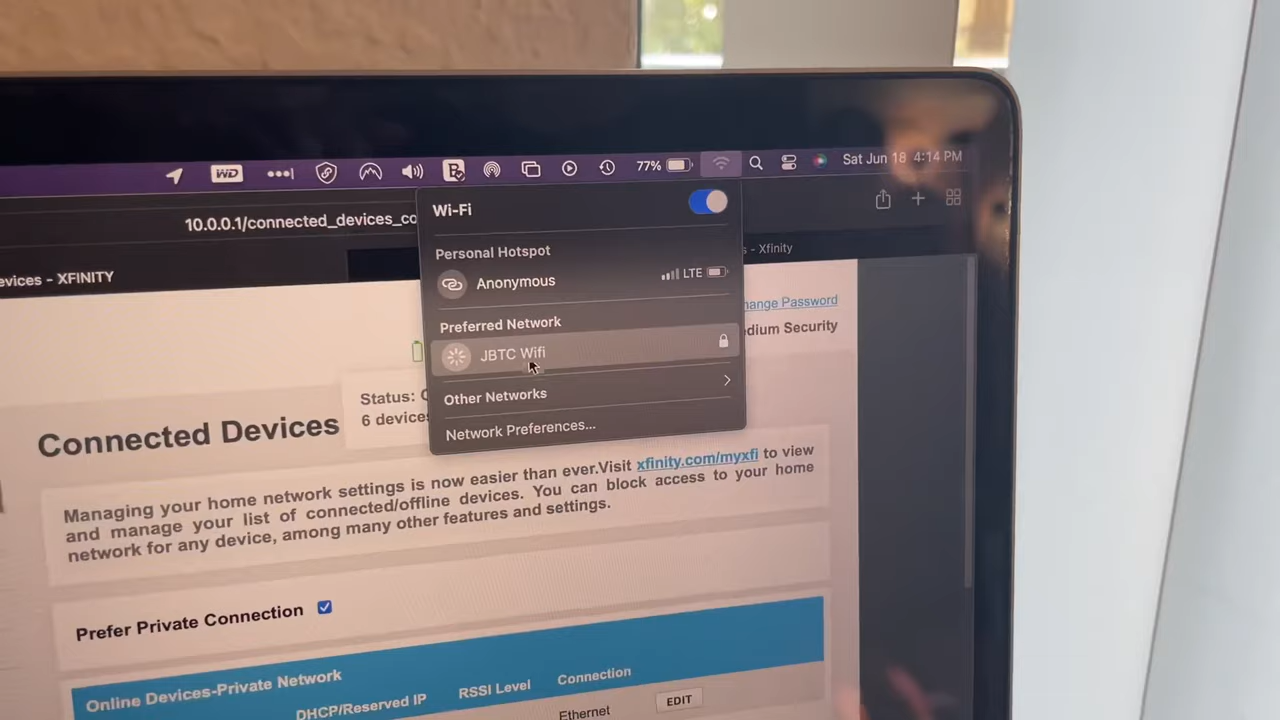 WD
77%
Sat Jun 18 4:14 PM
Wi-Fi
10.0.0.1/connected_devices_co
Personal Hotspot
s - Xfinity
evices - XFINITY
Anonymous
LTE
ange Password
Preferred Network
dium Security
JBTC Wifi
Status:
6 devices
Other Networks
Connected Devices
Network Preferences...
Managing your home network settings is now easier than ever.Visit xfinity.com/myxfi to view
and manage your list of connected/offline devices. You can block access to your home
network for any device, among many other features and settings.
Prefer Private Connection
Online Devices-Private Network
DHCP/Reserved IP
RSSI Level
Connection
Ethernet
EDIT